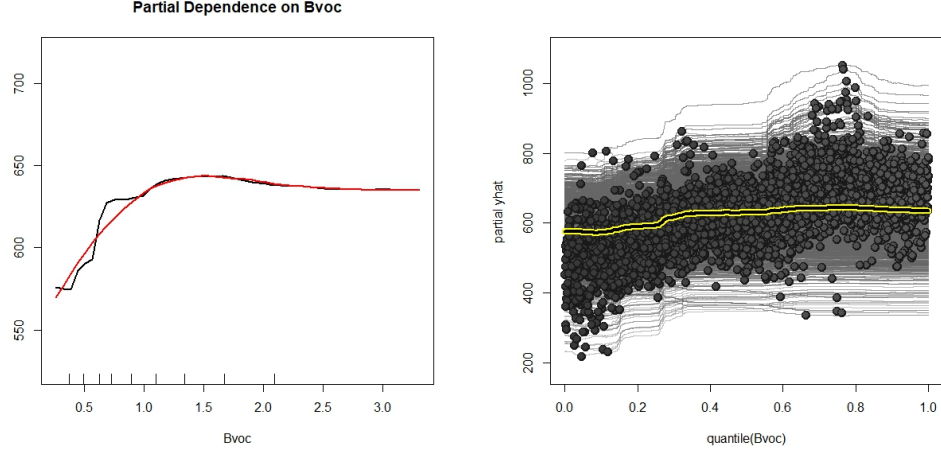 Partial Dependence on Bvoc
700
650
600
550
0.5 1.0 1.5 2.0 2.5 3.0
Bvoc
partial yhat
1000
800
600
400
200
0.0 0.2 0.4 0.6 0.8 1.0
quantile(Bvoc)